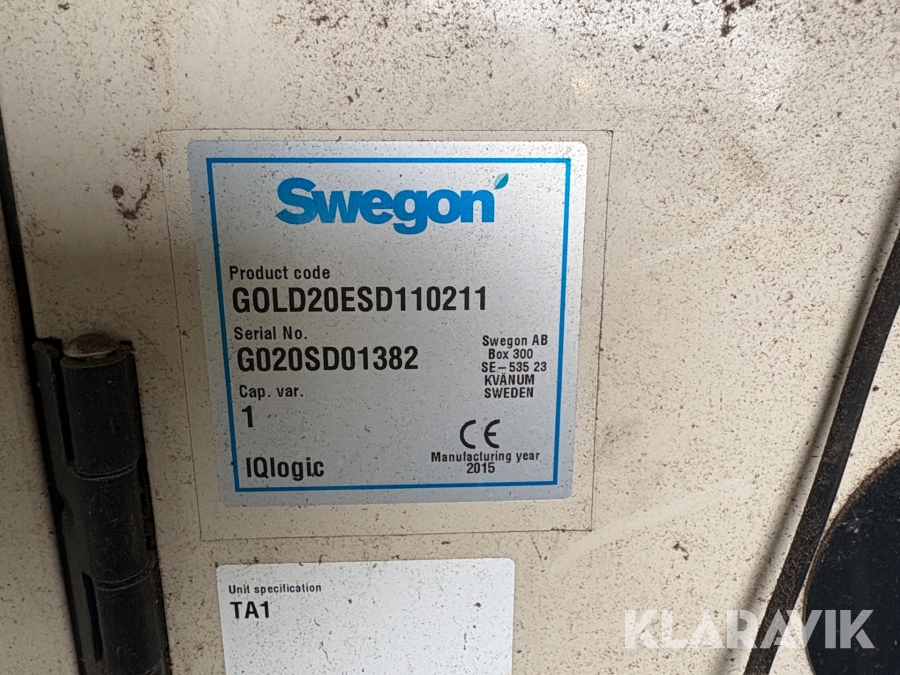 Swegon
Product code
GOLD20ESD110211
Serial No.
G020SD01382
Swegon AB
Box 300
SE-535 23
KVÄNUM
SWEDEN
Cap. var.
1
CE
Manufacturing year
2015
IQlogic
Unit specification
TA1
KLARAVIK